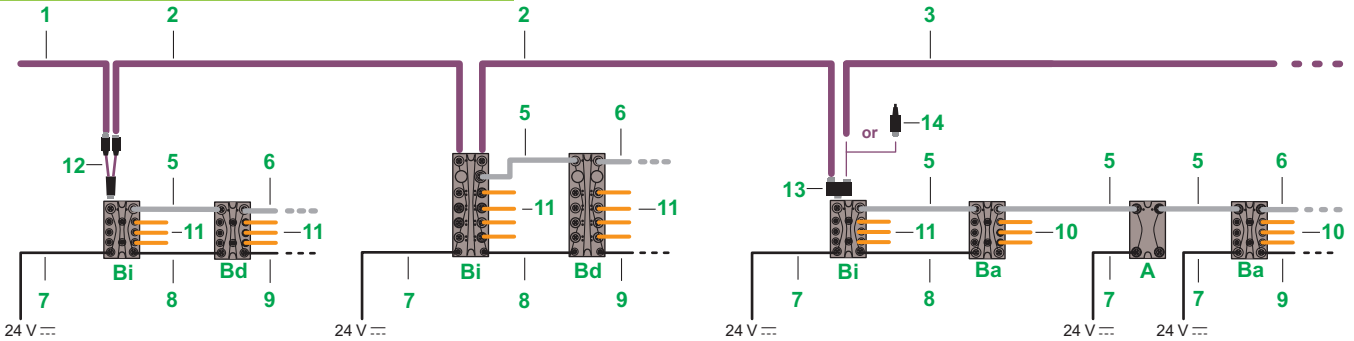 1 2 2 3
5 6
or 14
12 5 6 13 5 5 5 6
11 11 11 11 11 10 10
Bi Bd Bi Bd Bi Ba A Ba
7 8 9 7 8 9 7 8 7 7 9
24 V 24 V 24 V 24 V 24 V